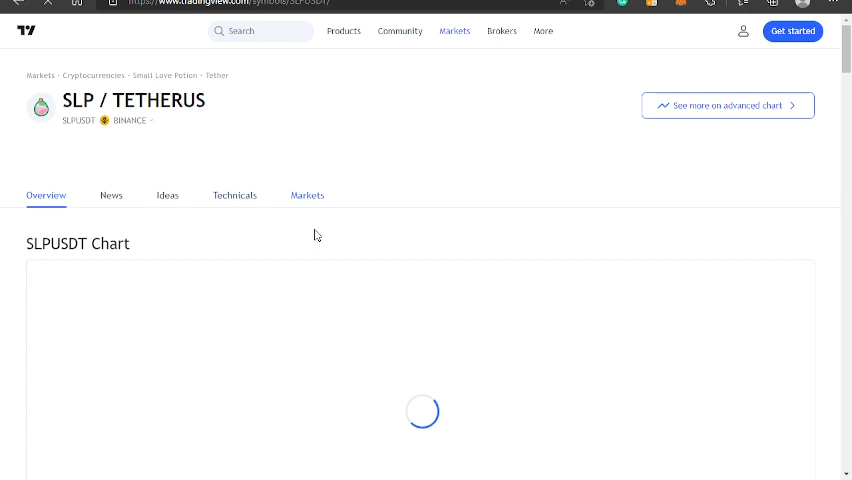 https://www.tradingview.com/symbols/SLPUSDT/
Search
Products
Community
Markets
Brokers
More
Get started
Markets · Cryptocurrencies · Small Love Potion · Tether
SLP / TETHERUS
SLPUSDT
BINANCE
See more on advanced chart
Overview
News
Ideas
Technicals
Markets
SLPUSDT Chart